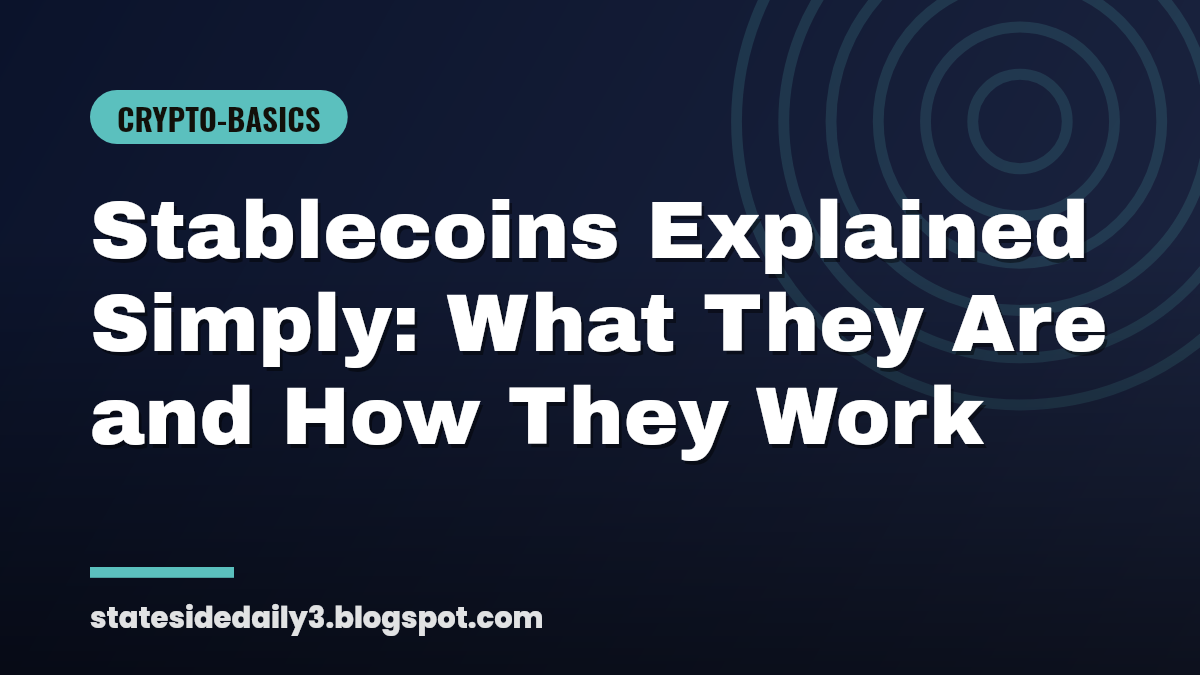 CRYPTO-BASICS
Stablecoins Explained
Simply: What They Are
and How They Work
statesidedaily3.blogspot.com